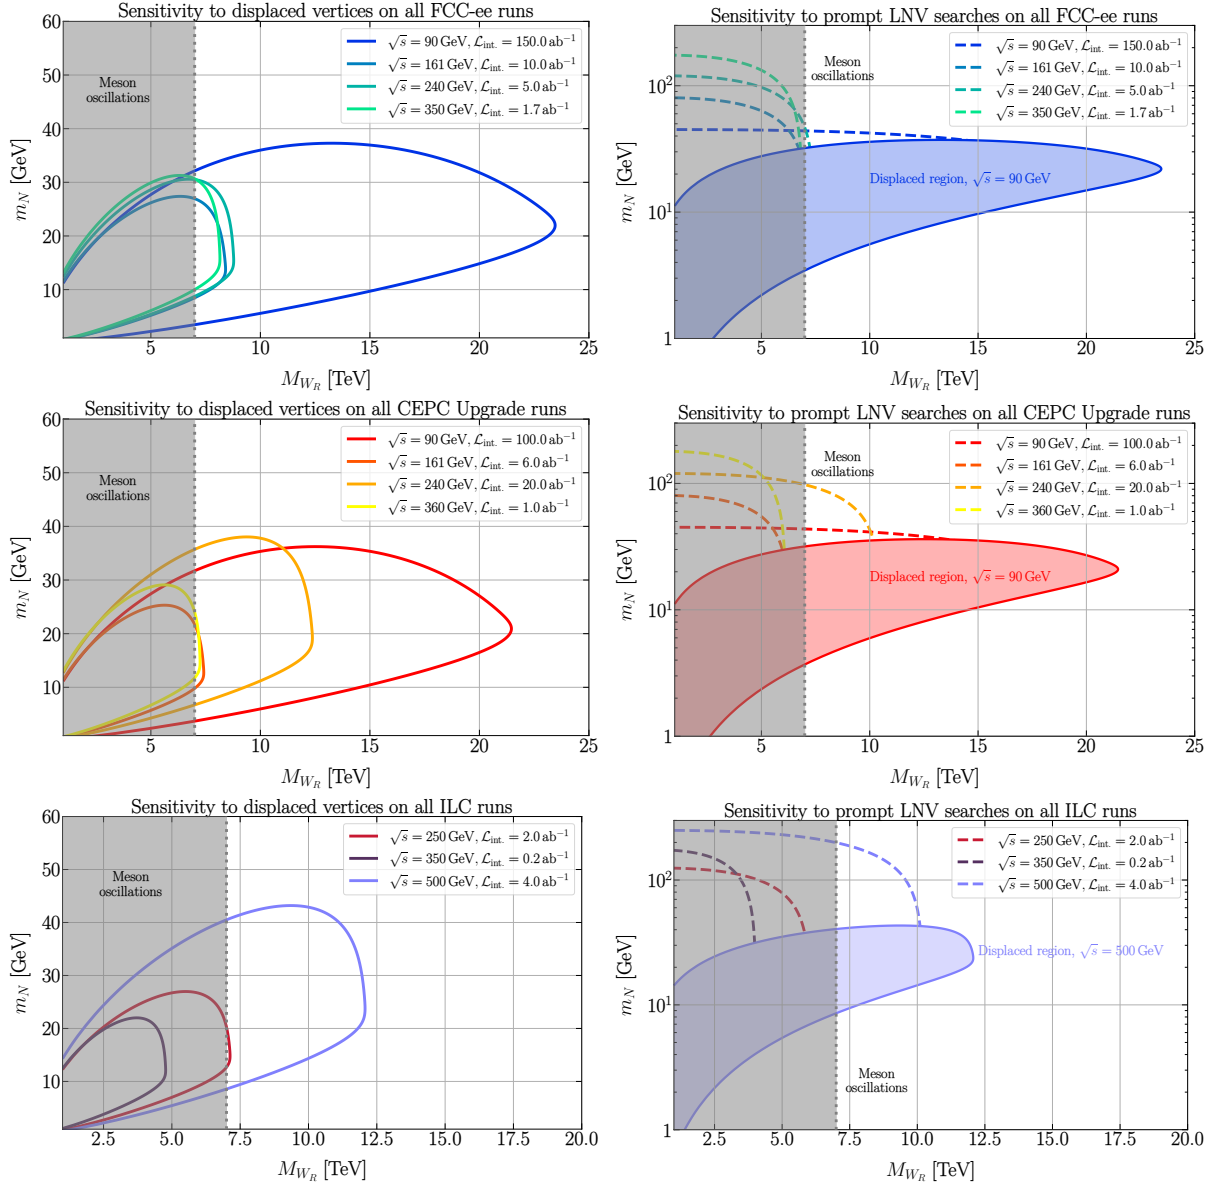 Sensitivity to displaced vertices on all FCC-ee runs
60
50
40
30
20
10
m_N [GeV]
Meson
oscillations
√s = 90 GeV, 𝓛int. = 150.0 ab⁻¹
√s = 161 GeV, 𝓛int. = 10.0 ab⁻¹
√s = 240 GeV, 𝓛int. = 5.0 ab⁻¹
√s = 350 GeV, 𝓛int. = 1.7 ab⁻¹
5 10 15 20 25
M_{W_R} [TeV]
Sensitivity to prompt LNV searches on all FCC-ee runs
10²
10¹
1
m_N [GeV]
Meson
oscillations
√s = 90 GeV, 𝓛int. = 150.0 ab⁻¹
√s = 161 GeV, 𝓛int. = 10.0 ab⁻¹
√s = 240 GeV, 𝓛int. = 5.0 ab⁻¹
√s = 350 GeV, 𝓛int. = 1.7 ab⁻¹
Displaced region, √s = 90 GeV
5 10 15 20 25
M_{W_R} [TeV]
Sensitivity to displaced vertices on all CEPC Upgrade runs
60
50
40
30
20
10
m_N [GeV]
Meson
oscillations
√s = 90 GeV, 𝓛int. = 100.0 ab⁻¹
√s = 161 GeV, 𝓛int. = 6.0 ab⁻¹
√s = 240 GeV, 𝓛int. = 20.0 ab⁻¹
√s = 360 GeV, 𝓛int. = 1.0 ab⁻¹
5 10 15 20 25
M_{W_R} [TeV]
Sensitivity to prompt LNV searches on all CEPC Upgrade runs
10²
10¹
1
m_N [GeV]
Meson
oscillations
√s = 90 GeV, 𝓛int. = 100.0 ab⁻¹
√s = 161 GeV, 𝓛int. = 6.0 ab⁻¹
√s = 240 GeV, 𝓛int. = 20.0 ab⁻¹
√s = 360 GeV, 𝓛int. = 1.0 ab⁻¹
Displaced region, √s = 90 GeV
5 10 15 20 25
M_{W_R} [TeV]
Sensitivity to displaced vertices on all ILC runs
60
50
40
30
20
10
m_N [GeV]
Meson
oscillations
√s = 250 GeV, 𝓛int. = 2.0 ab⁻¹
√s = 350 GeV, 𝓛int. = 0.2 ab⁻¹
√s = 500 GeV, 𝓛int. = 4.0 ab⁻¹
2.5 5.0 7.5 10.0 12.5 15.0 17.5 20.0
M_{W_R} [TeV]
Sensitivity to prompt LNV searches on all ILC runs
10²
10¹
1
m_N [GeV]
√s = 250 GeV, 𝓛int. = 2.0 ab⁻¹
√s = 350 GeV, 𝓛int. = 0.2 ab⁻¹
√s = 500 GeV, 𝓛int. = 4.0 ab⁻¹
Displaced region, √s = 500 GeV
Meson
oscillations
2.5 5.0 7.5 10.0 12.5 15.0 17.5 20.0
M_{W_R} [TeV]